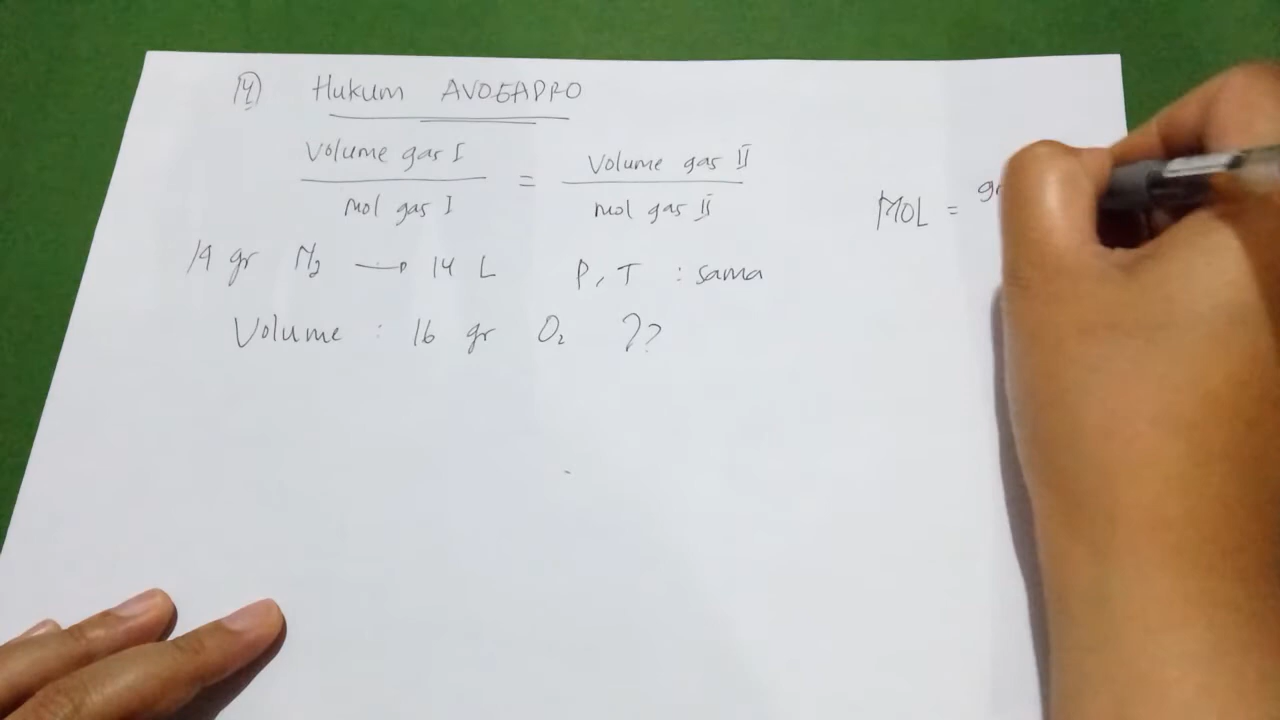 14) Hukum AVOGADRO
Volume gas I / mol gas I = Volume gas II / mol gas II
MOL = gr
14 gr N₂ → 14 L P, T : sama
Volume : 16 gr O₂ ??